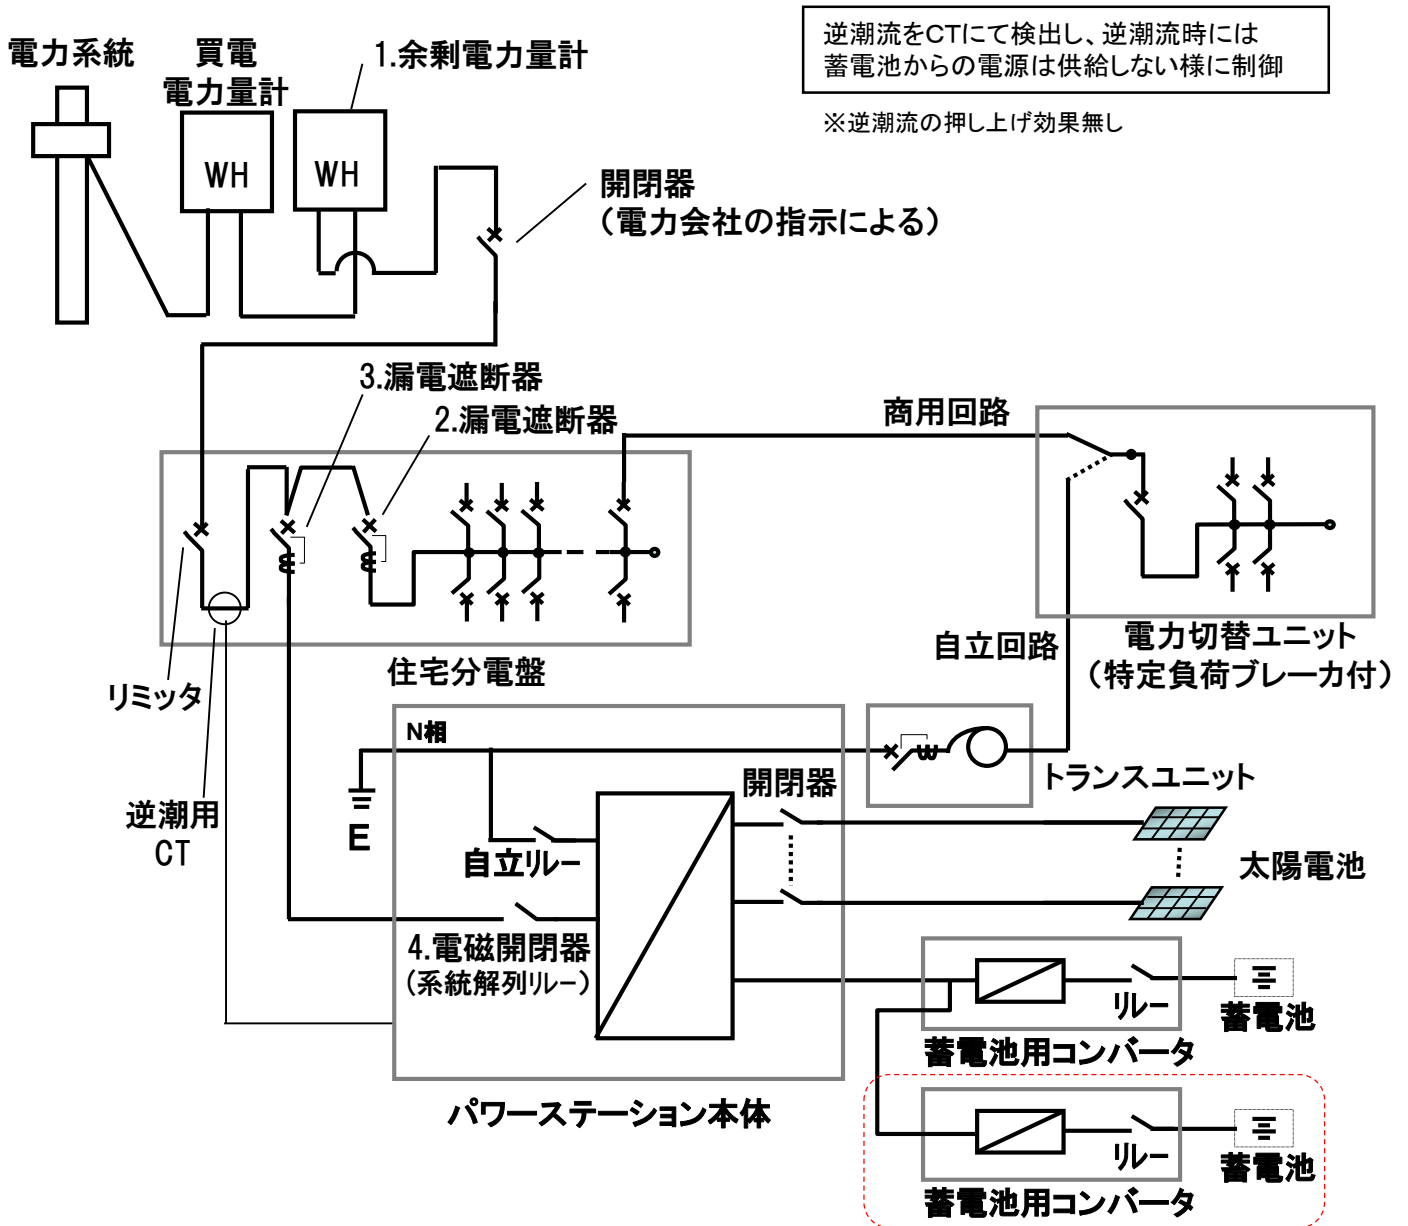 逆潮流をCTにて検出し、逆潮流時には
蓄電池からの電源は供給しない様に制御
※逆潮流の押し上げ効果無し
電力系統
買電
電力量計
1.余剰電力量計
WH
WH
開閉器
(電力会社の指示による)
3.漏電遮断器
2.漏電遮断器
商用回路
住宅分電盤
リミッタ
自立回路
電力切替ユニット
(特定負荷ブレーカ付)
N相
逆潮用
CT
E
自立リレー
開閉器
トランスユニット
太陽電池
4.電磁開閉器
(系統解列リレー)
リレー
蓄電池
蓄電池用コンバータ
パワーステーション本体
リレー
蓄電池
蓄電池用コンバータ